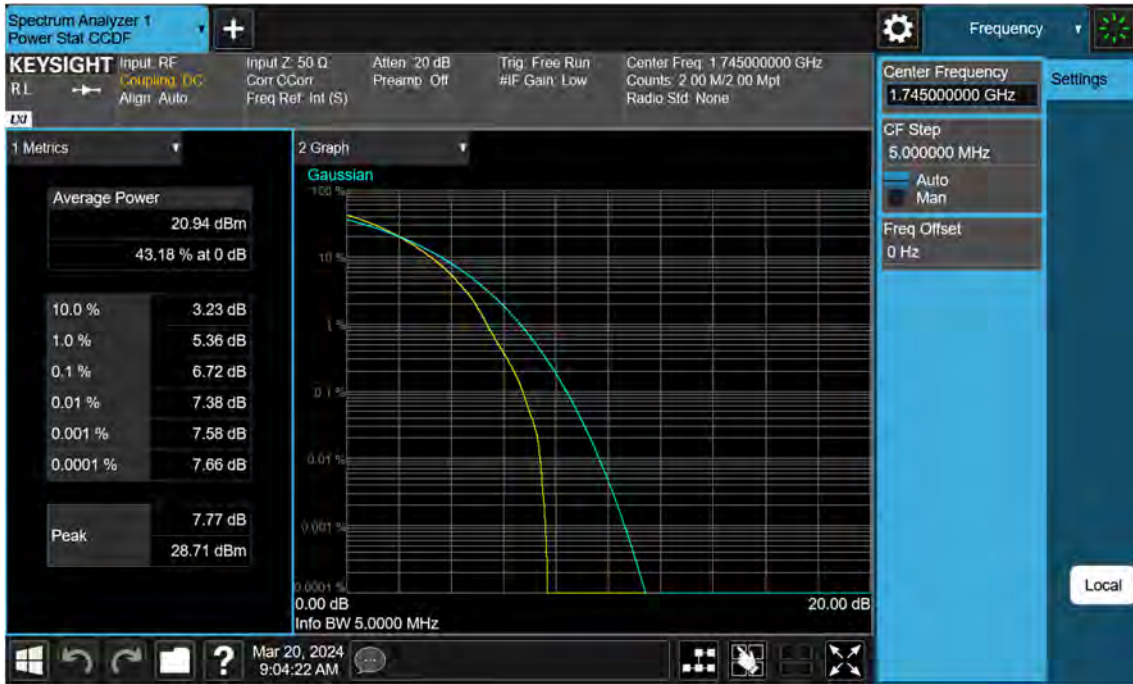 Spectrum Analyzer 1
Power Stat CCDF
Frequency
KEYSIGHT
Input: RF
Coupling: DC
Align: Auto
Input Z: 50 Ω
Corr CCorr
Freq Ref: Int (S)
Atten: 20 dB
Preamp: Off
Trig: Free Run
#IF Gain: Low
Center Freq: 1.745000000 GHz
Counts: 2.00 M/2.00 Mpt
Radio Std: None
RL
LXI
Center Frequency
1.745000000 GHz
Settings
CF Step
5.000000 MHz
Auto
Man
Freq Offset
0 Hz
Local
1 Metrics
Average Power
20.94 dBm
43.18 % at 0 dB
10.0 % 3.23 dB
1.0 % 5.36 dB
0.1 % 6.72 dB
0.01 % 7.38 dB
0.001 % 7.58 dB
0.0001 % 7.66 dB
Peak
7.77 dB
28.71 dBm
2 Graph
Gaussian
100 %
10 %
1 %
0.1 %
0.01 %
0.001 %
0.0001 %
0.00 dB 20.00 dB
Info BW 5.0000 MHz
?
Mar 20, 2024
9:04:22 AM